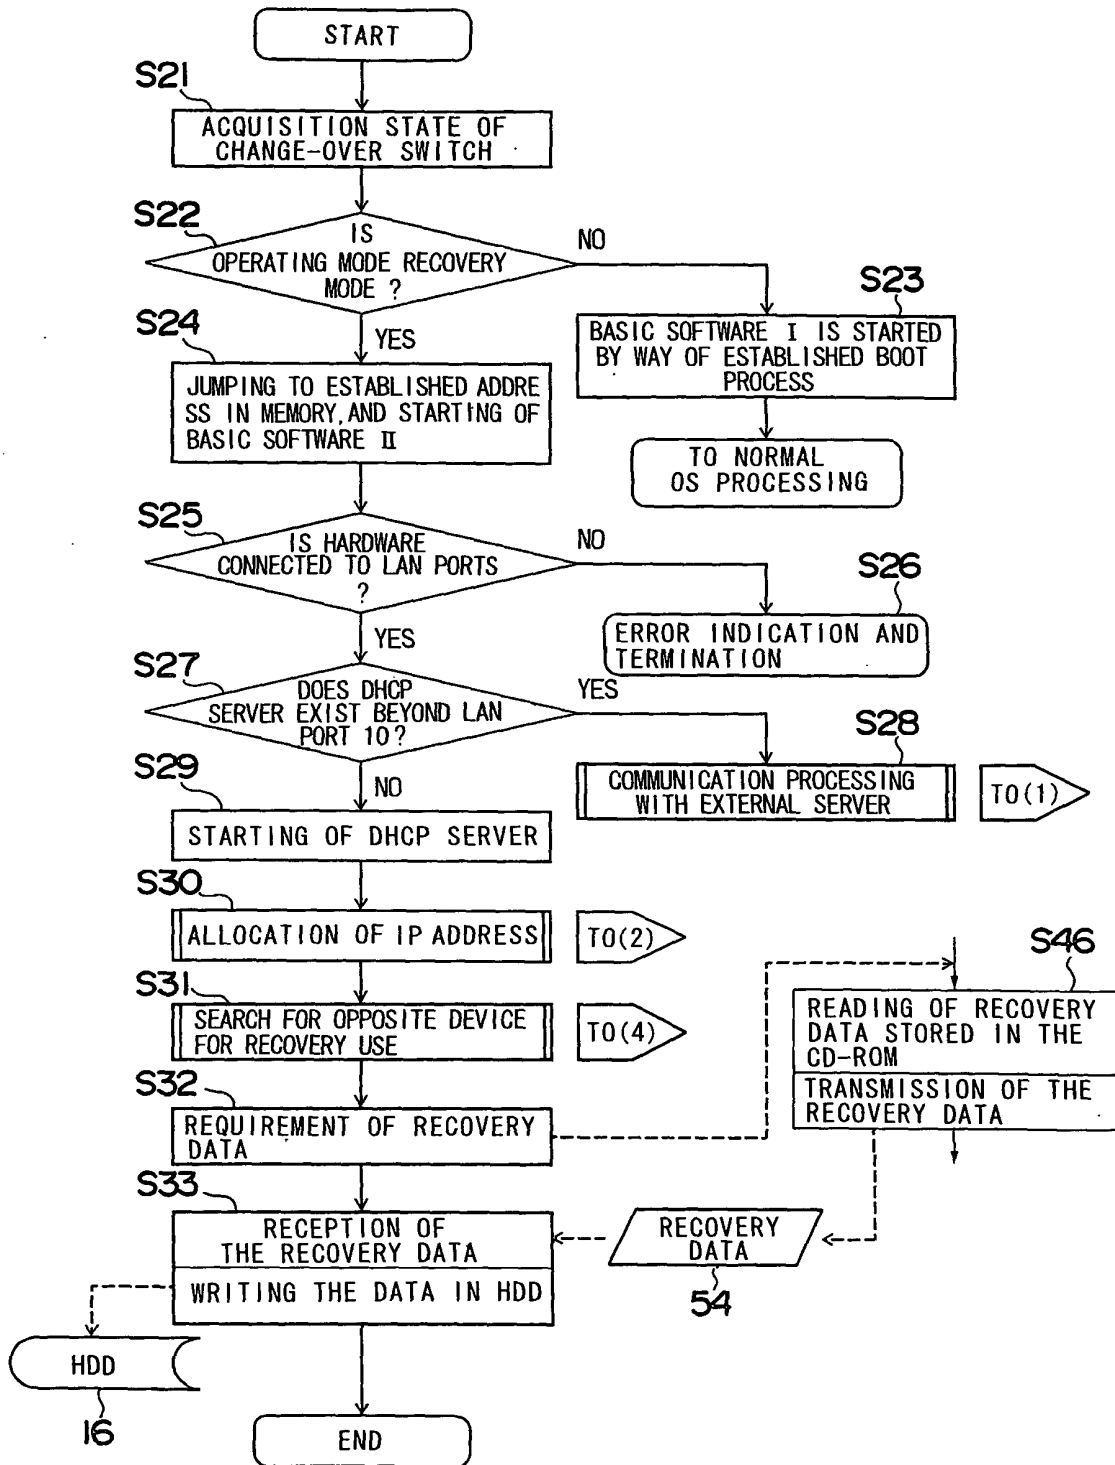 START
S21
ACQUISITION STATE OF
CHANGE-OVER SWITCH
S22
IS
OPERATING MODE RECOVERY
MODE ?
NO
YES
S23
BASIC SOFTWARE I IS STARTED
BY WAY OF ESTABLISHED BOOT
PROCESS
TO NORMAL
OS PROCESSING
S24
JUMPING TO ESTABLISHED ADDRE
SS IN MEMORY, AND STARTING OF
BASIC SOFTWARE II
S25
IS HARDWARE
CONNECTED TO LAN PORTS
?
NO
YES
S26
ERROR INDICATION AND
TERMINATION
S27
DOES DHCP
SERVER EXIST BEYOND LAN
PORT 10?
YES
NO
S28
COMMUNICATION PROCESSING
WITH EXTERNAL SERVER
TO(1)
S29
STARTING OF DHCP SERVER
S30
ALLOCATION OF IP ADDRESS
TO(2)
S31
SEARCH FOR OPPOSITE DEVICE
FOR RECOVERY USE
TO(4)
S46
READING OF RECOVERY
DATA STORED IN THE
CD-ROM
TRANSMISSION OF THE
RECOVERY DATA
S32
REQUIREMENT OF RECOVERY
DATA
S33
RECEPTION OF
THE RECOVERY DATA
WRITING THE DATA IN HDD
RECOVERY
DATA
54
HDD
16
END